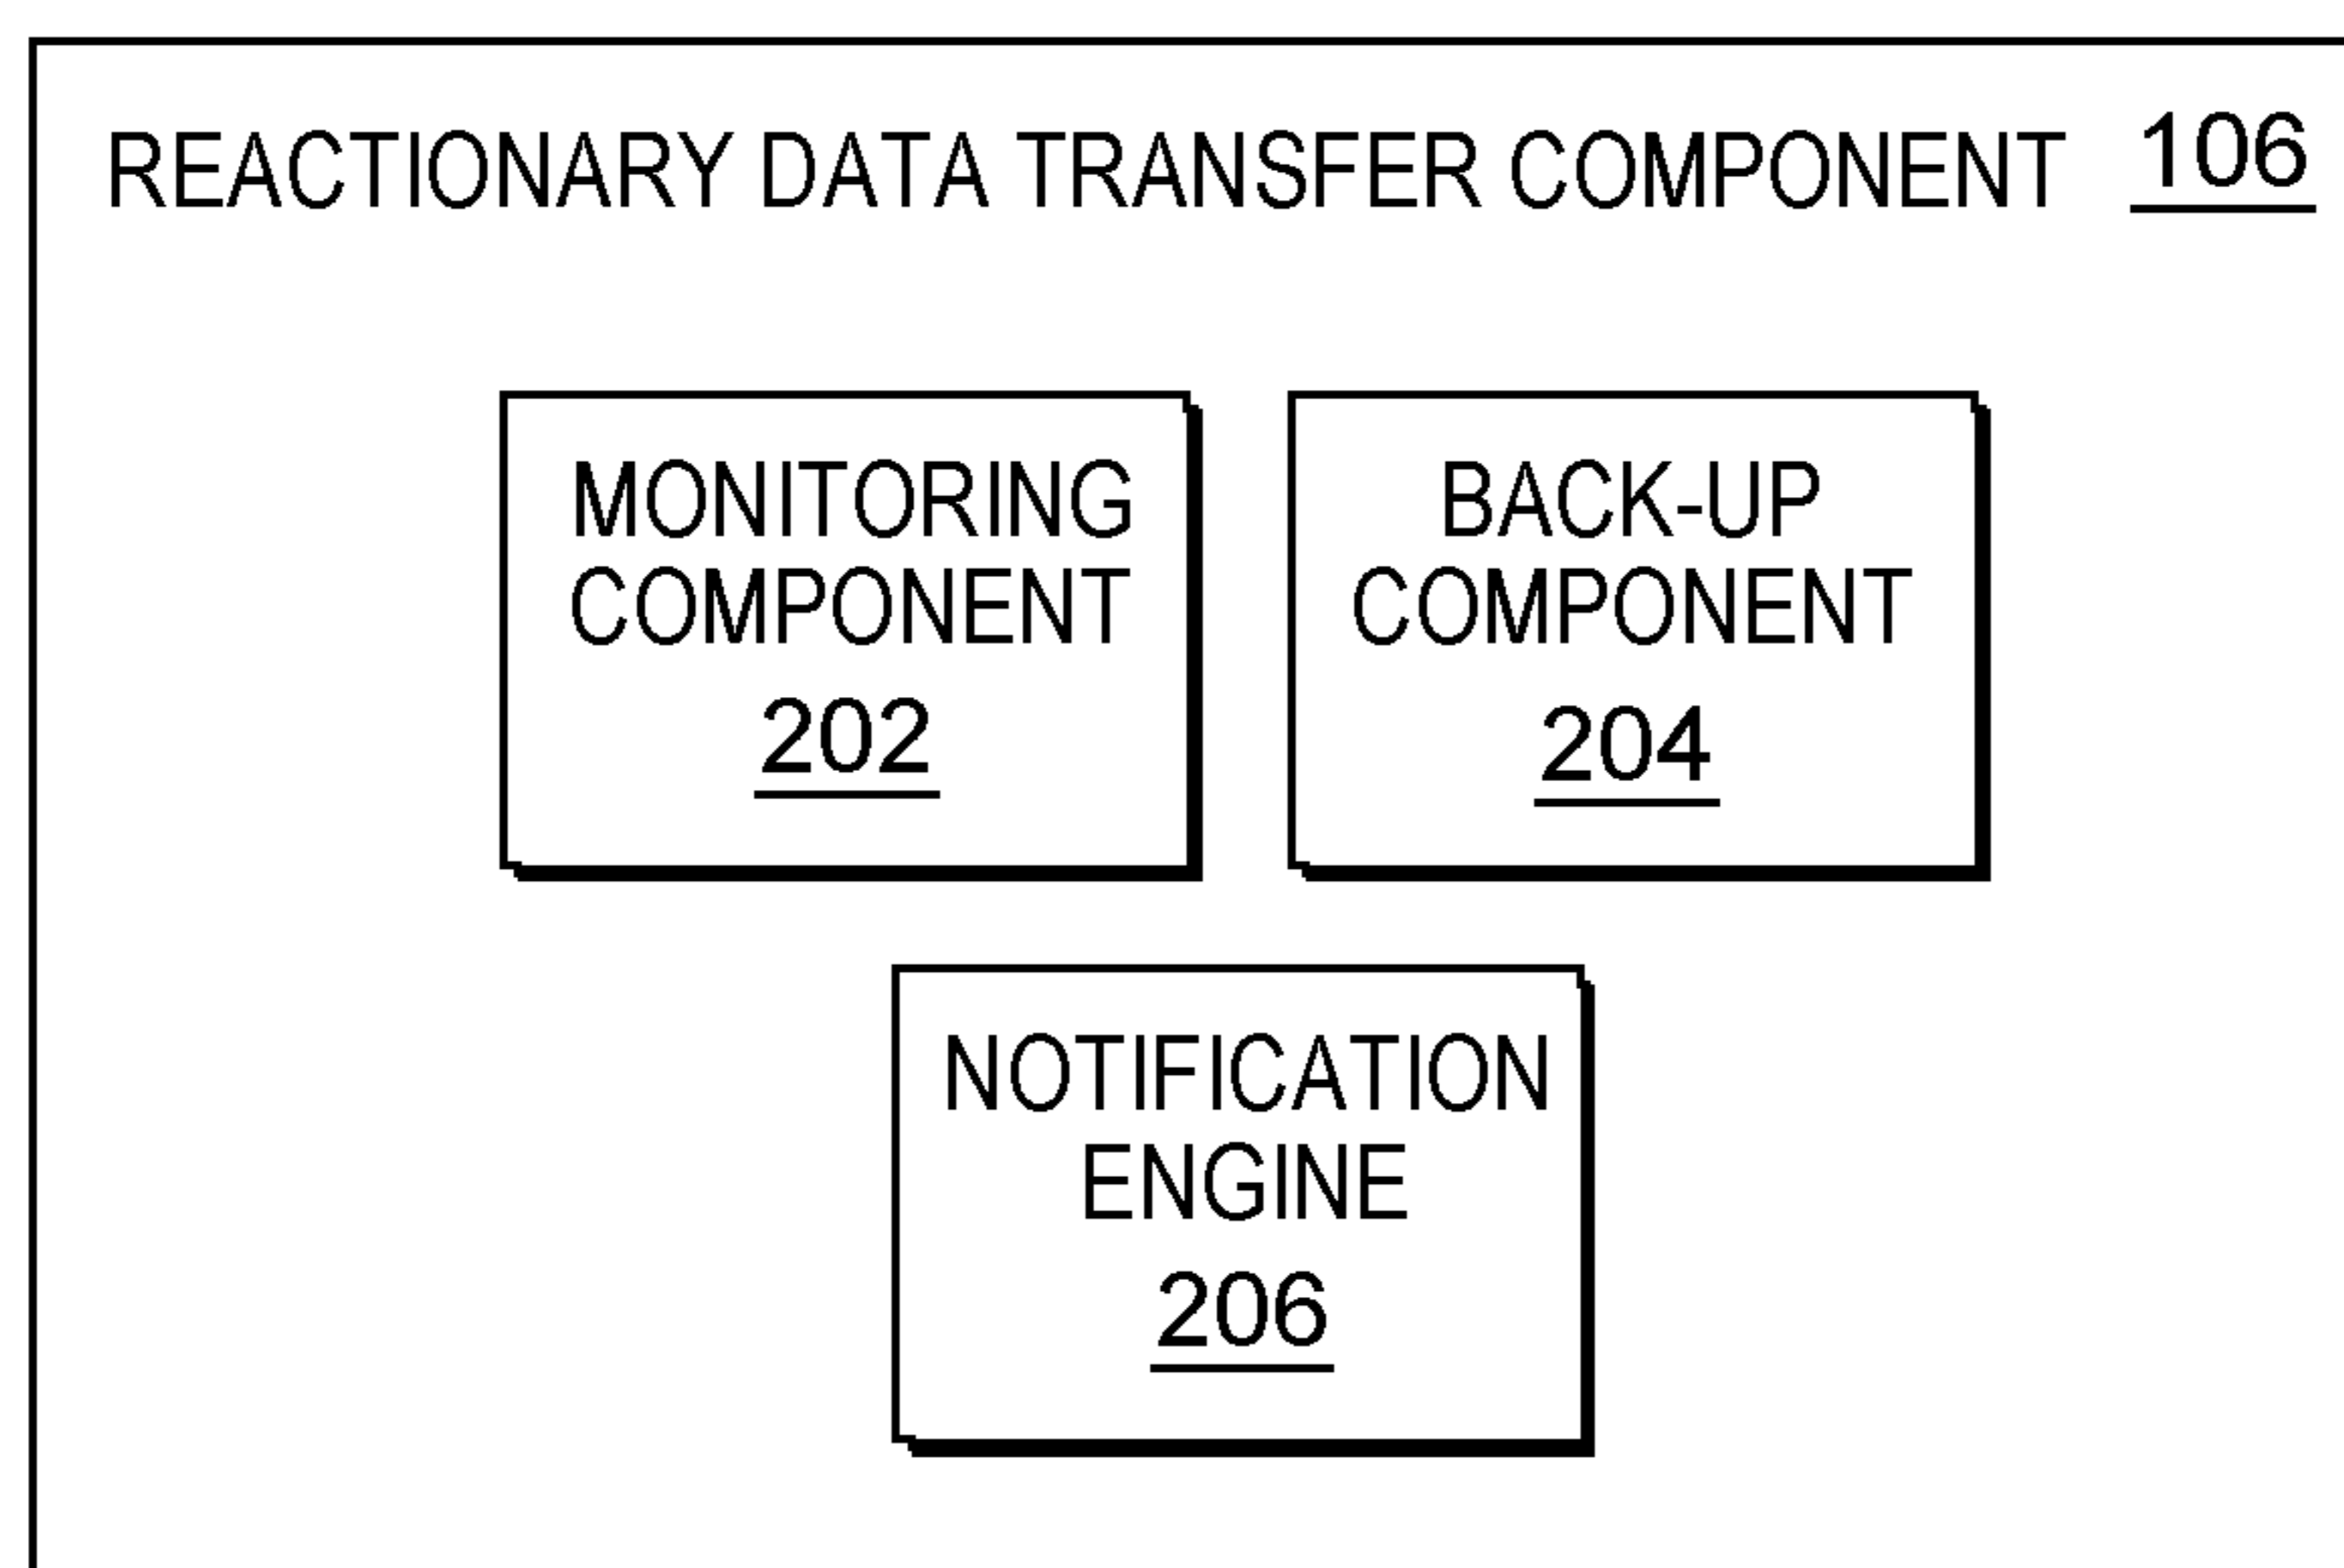 REACTIONARY DATA TRANSFER COMPONENT 106
MONITORING
COMPONENT
202
BACK-UP
COMPONENT
204
NOTIFICATION
ENGINE
206